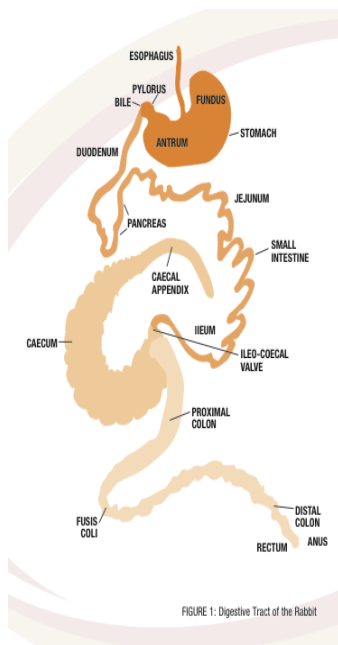 ESOPHAGUS
PYLORUS
BILE
FUNDUS
STOMACH
ANTRUM
DUODENUM
JEJUNUM
PANCREAS
SMALL
INTESTINE
CAECAL
APPENDIX
IIEUM
CAECUM
ILEO-COECAL
VALVE
PROXIMAL
COLON
DISTAL
COLON
FUSIS
COLI
ANUS
RECTUM
FIGURE 1: Digestive Tract of the Rabbit